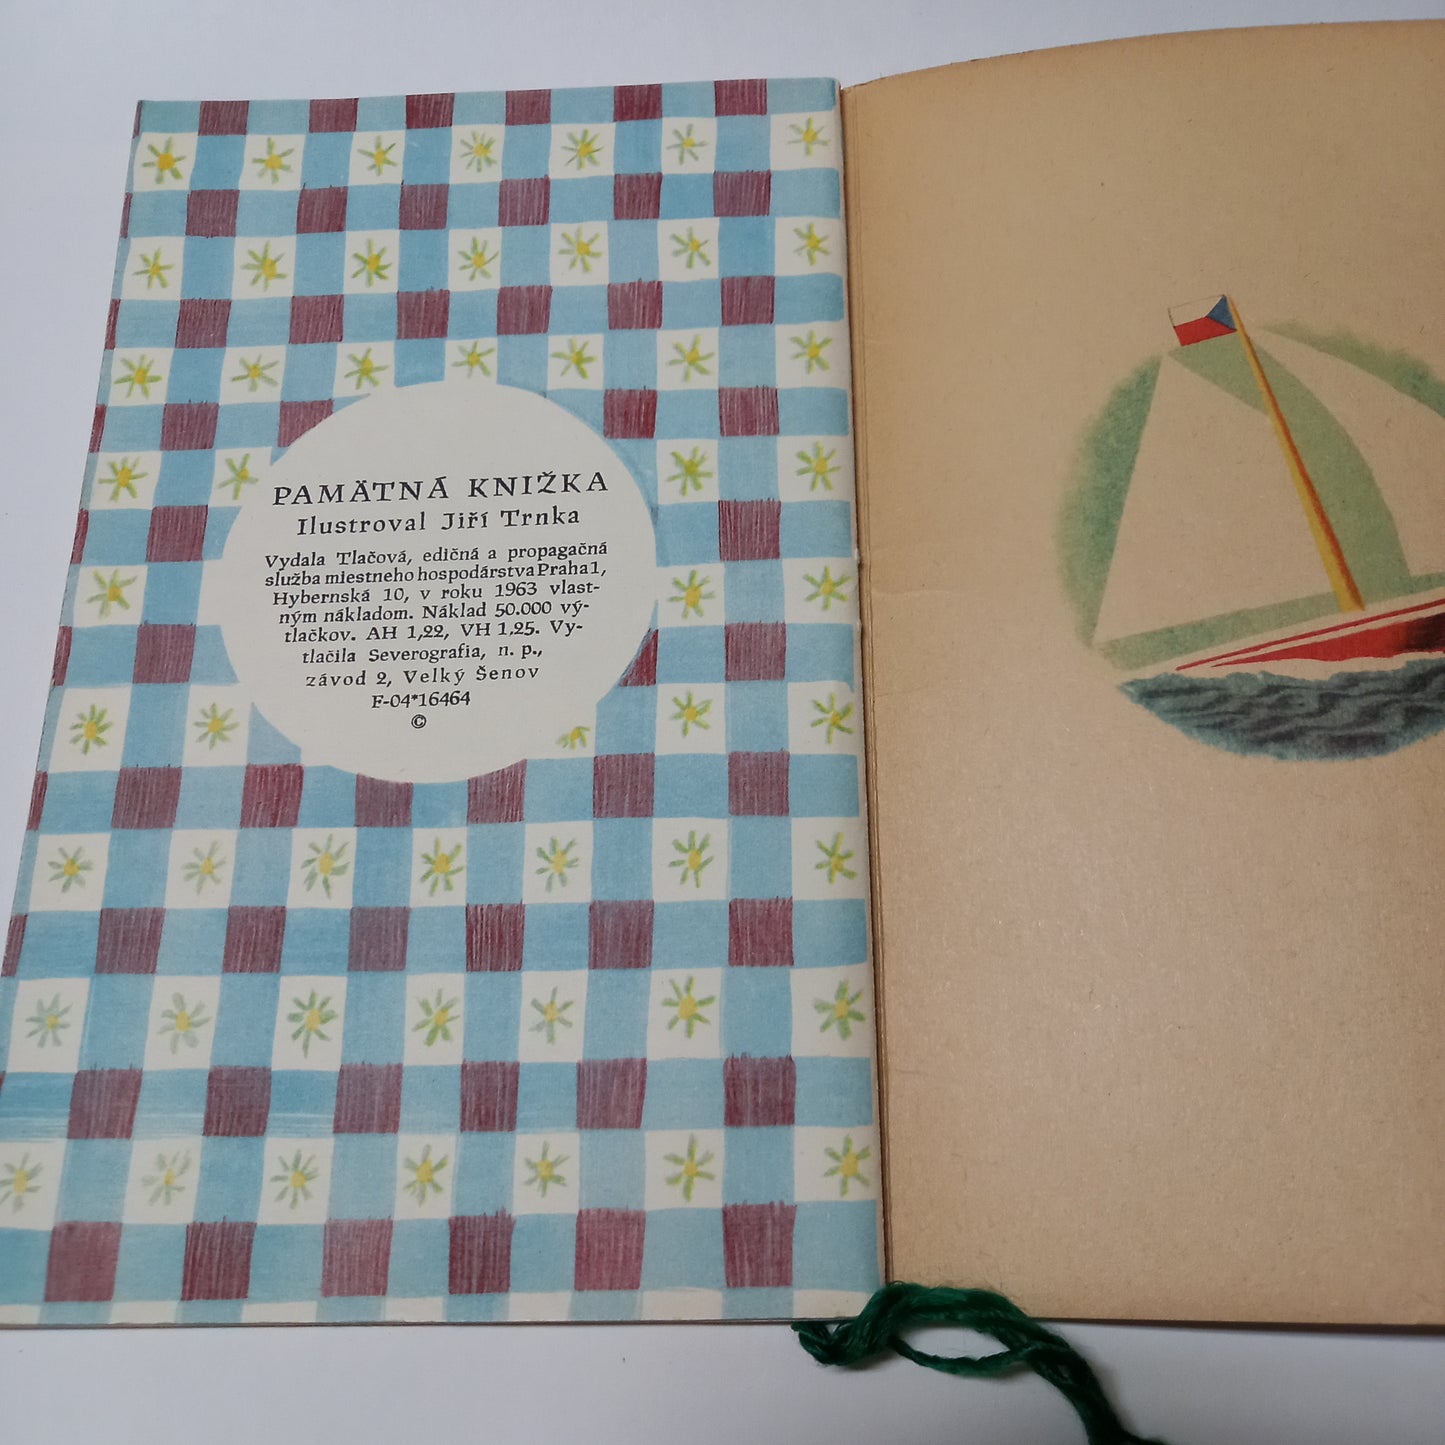 PAMÄTNÁ KNIŽKA
Ilustroval Jiří Trnka
Vydala Tlačová, edičná a propagačná
služba miestneho hospodárstva Praha 1,
Hybernská 10, v roku 1963 vlast-
ným nákladom. Náklad 50.000 vý-
tlačkov. AH 1,22, VH 1,25. Vy-
tlačila Severografia, n. p.,
závod 2, Velký Šenov
F-04*16464
©